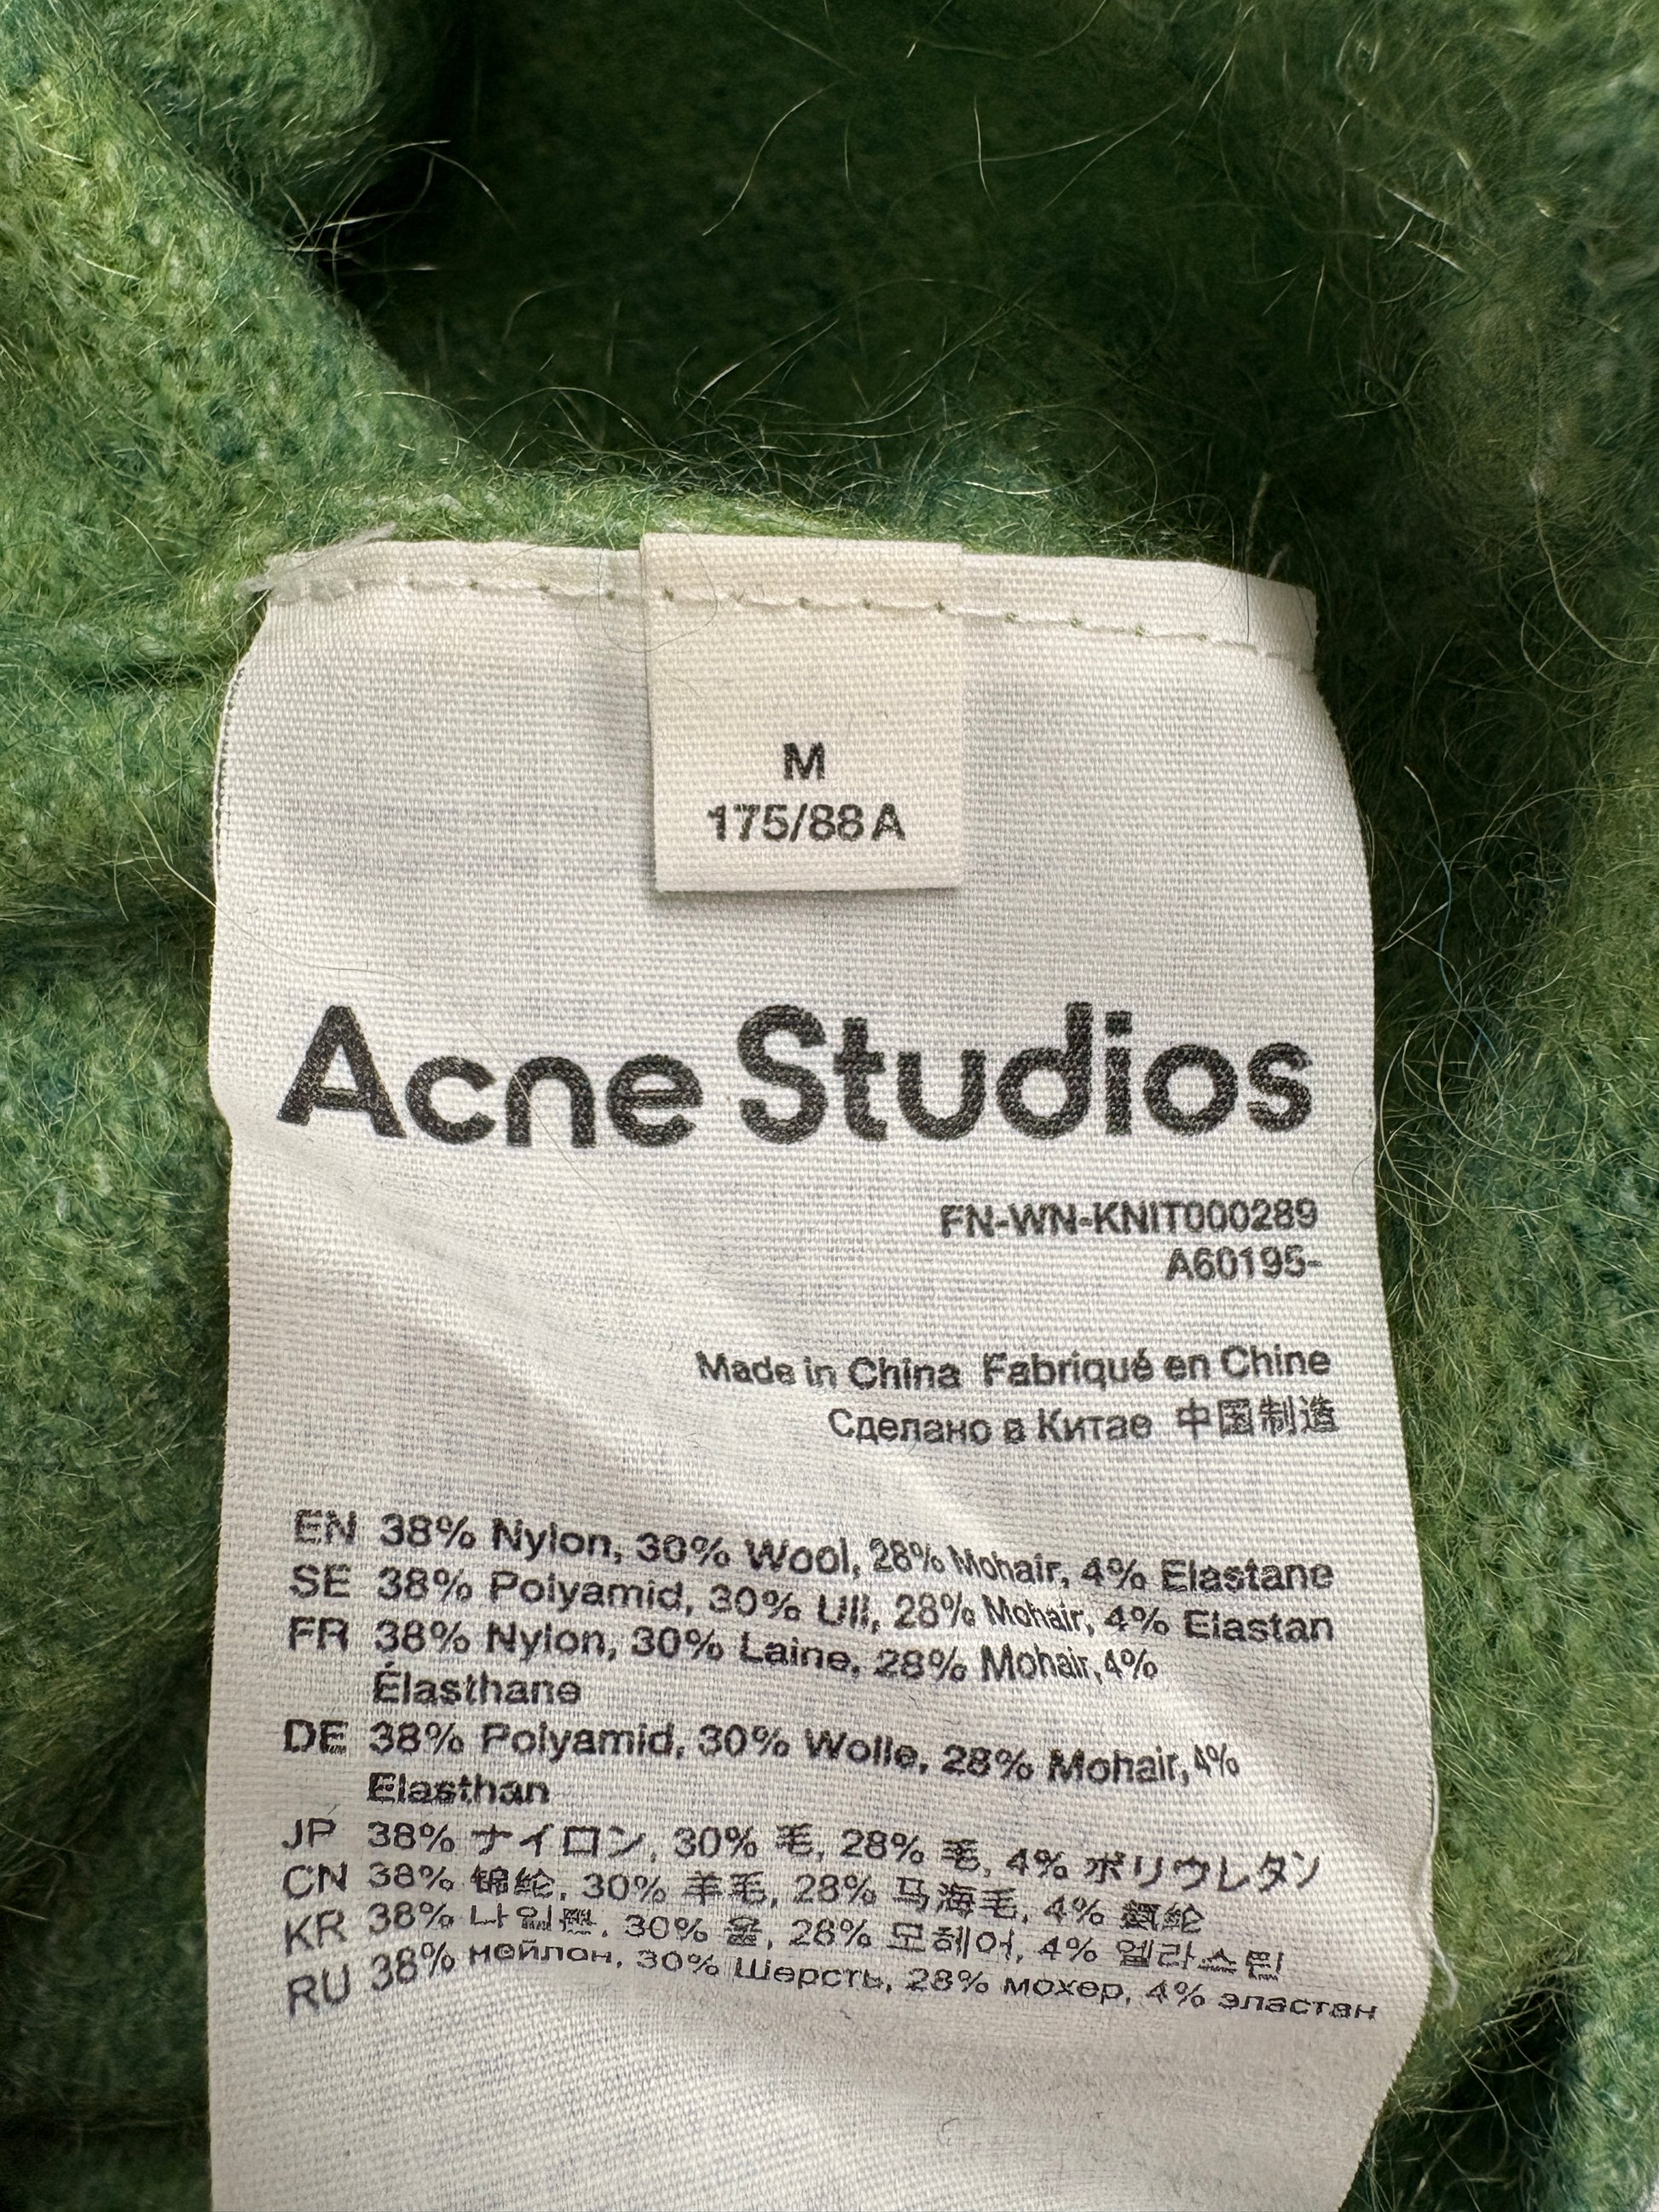 M
175/88A
Acne Studios
FN-WN-KNIT000289
A60195-
Made in China Fabriqué en Chine
Сделано в Китае 中国制造
EN 38% Nylon, 30% Wool, 28% Mohair, 4% Elastane
SE 38% Polyamid, 30% Ull, 28% Mohair, 4% Elastan
FR 38% Nylon, 30% Laine, 28% Mohair, 4%
Élasthane
DE 38% Polyamid, 30% Wolle, 28% Mohair, 4%
Elasthan
JP 38% ナイロン, 30% 毛, 28% 毛, 4% ポリウレタン
CN 38% 锦纶, 30% 羊毛, 28% 马海毛, 4% 氨纶
KR 38% 나일론, 30% 울, 28% 모헤어, 4%
RU 38% нейлон, 30% Шерсть, 28% мохер, 4% эластан